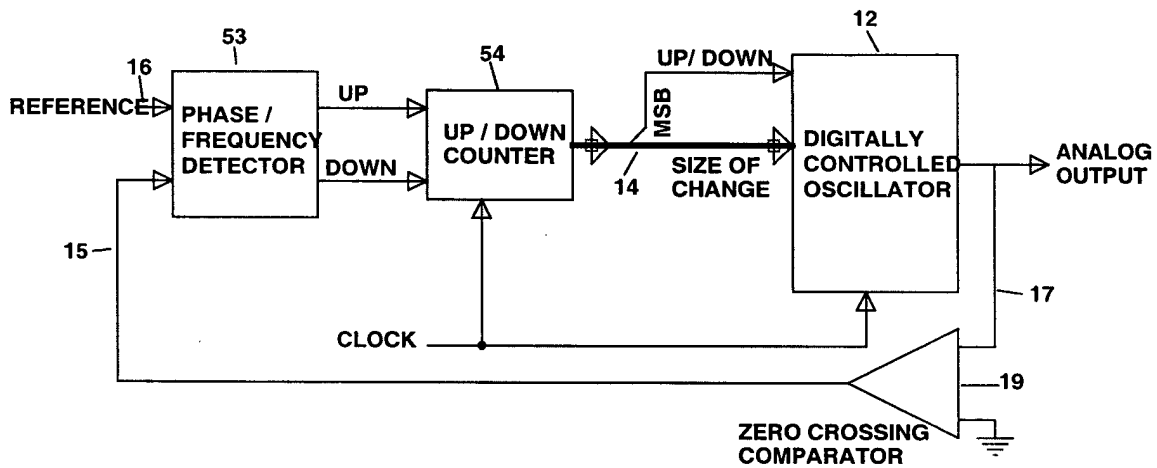 53
16
REFERENCE
PHASE /
FREQUENCY
DETECTOR
UP
DOWN
54
UP / DOWN
COUNTER
UP/ DOWN
MSB
14
SIZE OF
CHANGE
12
DIGITALLY
CONTROLLED
OSCILLATOR
ANALOG
OUTPUT
15
17
CLOCK
19
ZERO CROSSING
COMPARATOR